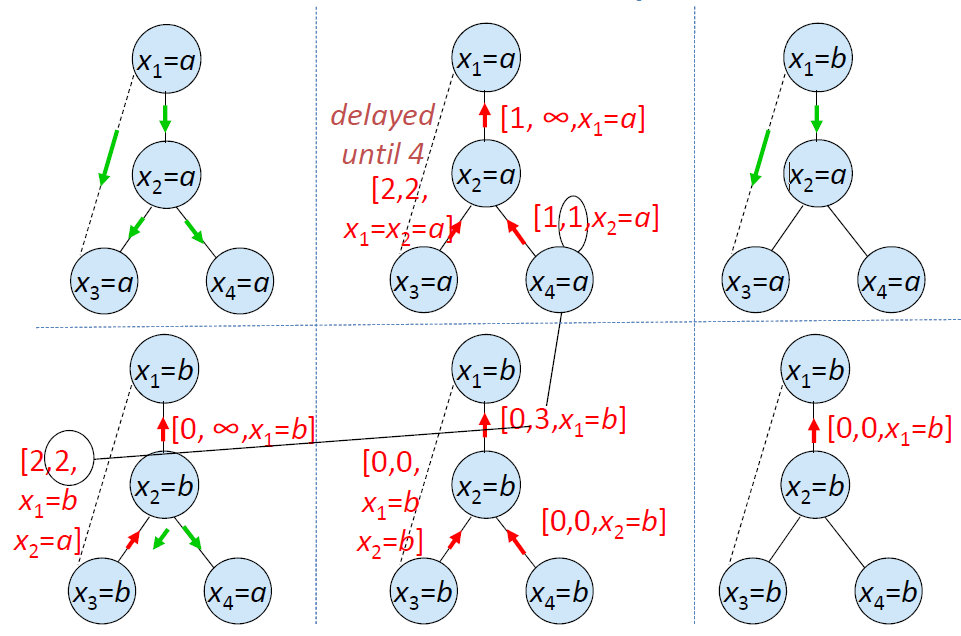 x1=a
x2=a
x3=a
x4=a
x1=a
delayed
until 4
[1, ∞,x1=a]
x2=a
[2,2,
x1=x2=a]
[1,1,x2=a]
x3=a
x4=a
x1=b
x2=a
x3=a
x4=a
x1=b
[0, ∞,x1=b]
[2,2,
x1=b
x2=a]
x2=b
x3=b
x4=a
x1=b
[0,3,x1=b]
[0,0,
x1=b
x2=b]
x2=b
[0,0,x2=b]
x3=b
x4=b
x1=b
[0,0,x1=b]
x2=b
x3=b
x4=b